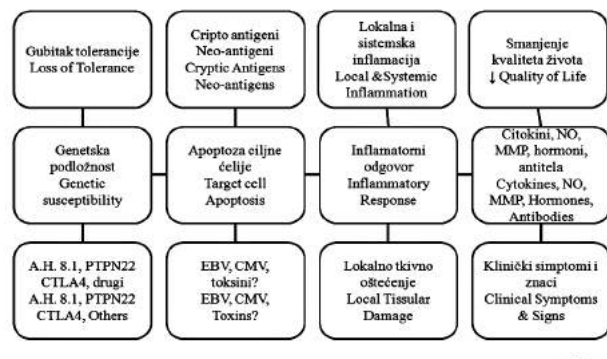 Gubitak tolerancije
Loss of Tolerance
Cripto antigeni
Neo-antigeni
Cryptic Antigens
Neo-antigens
Lokalna i
sistemska
inflamacija
Local &Systemic
Inflammation
Smanjenje
kvaliteta života
↓ Quality of Life
Genetska
podložnost
Genetic
susceptibility
Apoptoza ciljne
ćelije
Target cell
Apoptosis
Inflamatorni
odgovor
Inflammatory
Response
Citokini, NO,
MMP, hormoni,
antitela
Cytokines, NO,
MMP, Hormones,
Antibodies
A.H. 8.1, PTPN22
CTLA4, drugi
A.H. 8.1, PTPN22
CTLA4, Others
EBV, CMV,
toksini?
EBV, CMV,
Toxins?
Lokalno tkivno
oštećenje
Local Tissular
Damage
Klinički simptomi i
znaci
Clinical Symptoms
& Signs